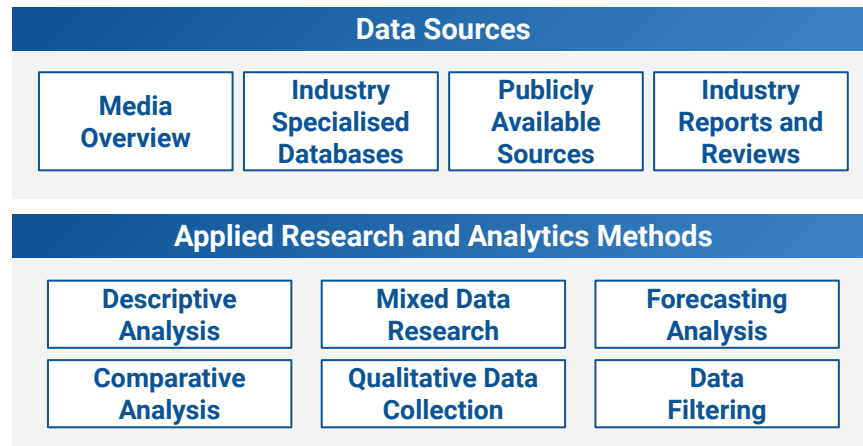 Data Sources
Media
Overview
Industry
Specialised
Databases
Publicly
Available
Sources
Industry
Reports and
Reviews
Applied Research and Analytics Methods
Descriptive
Analysis
Mixed Data
Research
Forecasting
Analysis
Comparative
Analysis
Qualitative Data
Collection
Data
Filtering